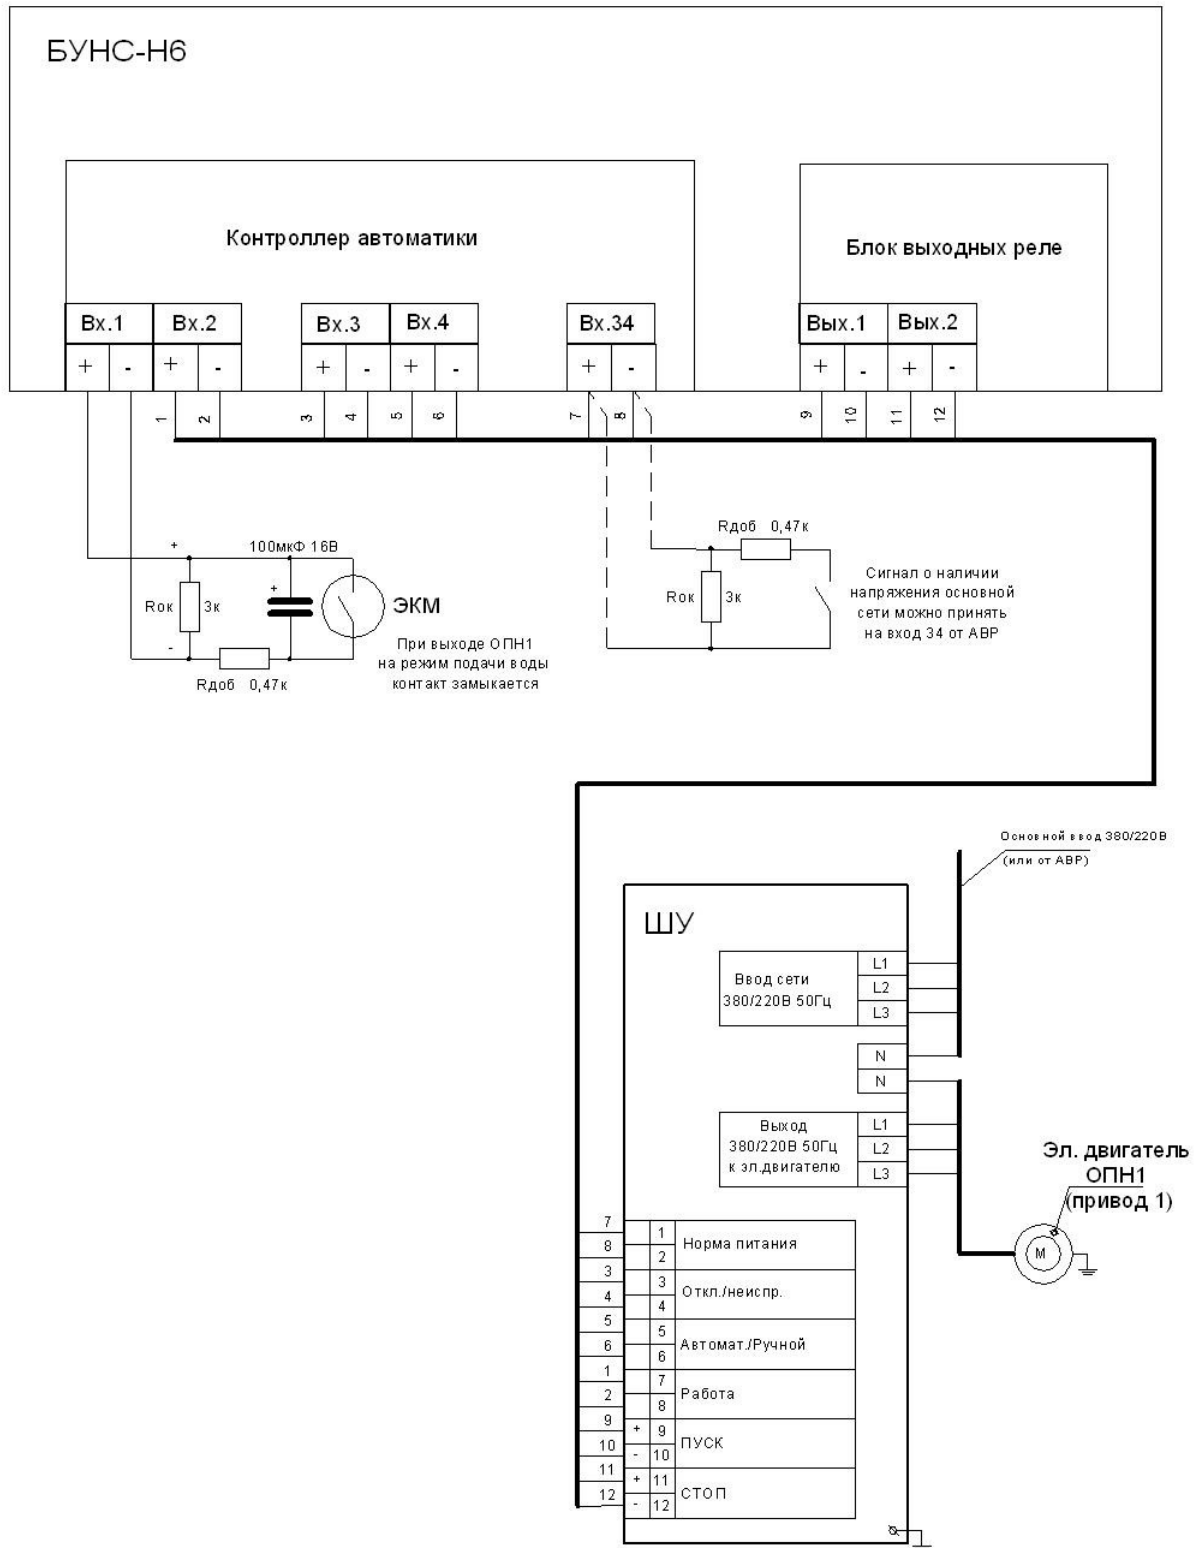 БУНС-Н6
Контроллер автоматики
Блок выходных реле
Вх.1 Вх.2 Вх.3 Вх.4 Вх.34 Вых.1 Вых.2
+ - + - + - + - + - + - + -
1 2 3 4 5 6 7 8 9 10 11 12
+ 100мкФ 16В
+
Rок 3к
ЭКМ
-
Rдоб 0,47к
При выходе ОПН1
на режим подачи воды
контакт замыкается
Rдоб 0,47к
Rок 3к
Сигнал о наличии
напряжения основной
сети можно принять
на вход 34 от АВР
Основной ввод 380/220В
(или от АВР)
ШУ
Ввод сети
380/220В 50Гц
L1
L2
L3
N
N
Выход
380/220В 50Гц
к эл.двигателю
L1
L2
L3
Эл. двигатель
ОПН1
(привод 1)
М
7 1
8 2
Норма питания
3 3
4 4
Откл./неиспр.
5 5
6 6
Автомат./Ручной
1 7
2 8
Работа
9 + 9
10 - 10
ПУСК
11 + 11
12 - 12
СТОП